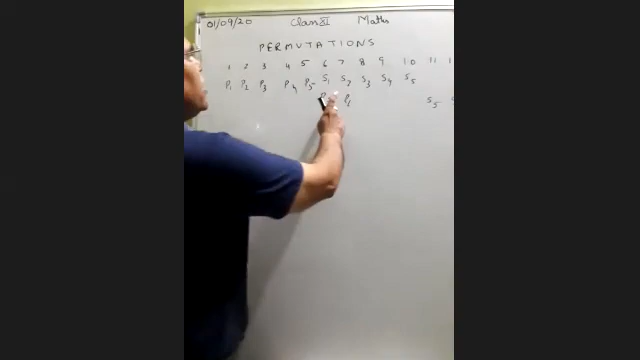 01/09/20 Class XI Maths
PERMUTATIONS
1 2 3 4 5 6 7 8 9 10 11
P₁ P₂ P₃ P₄ P₅ S₁ S₂ S₃ S₄ S₅
P₁
S₅